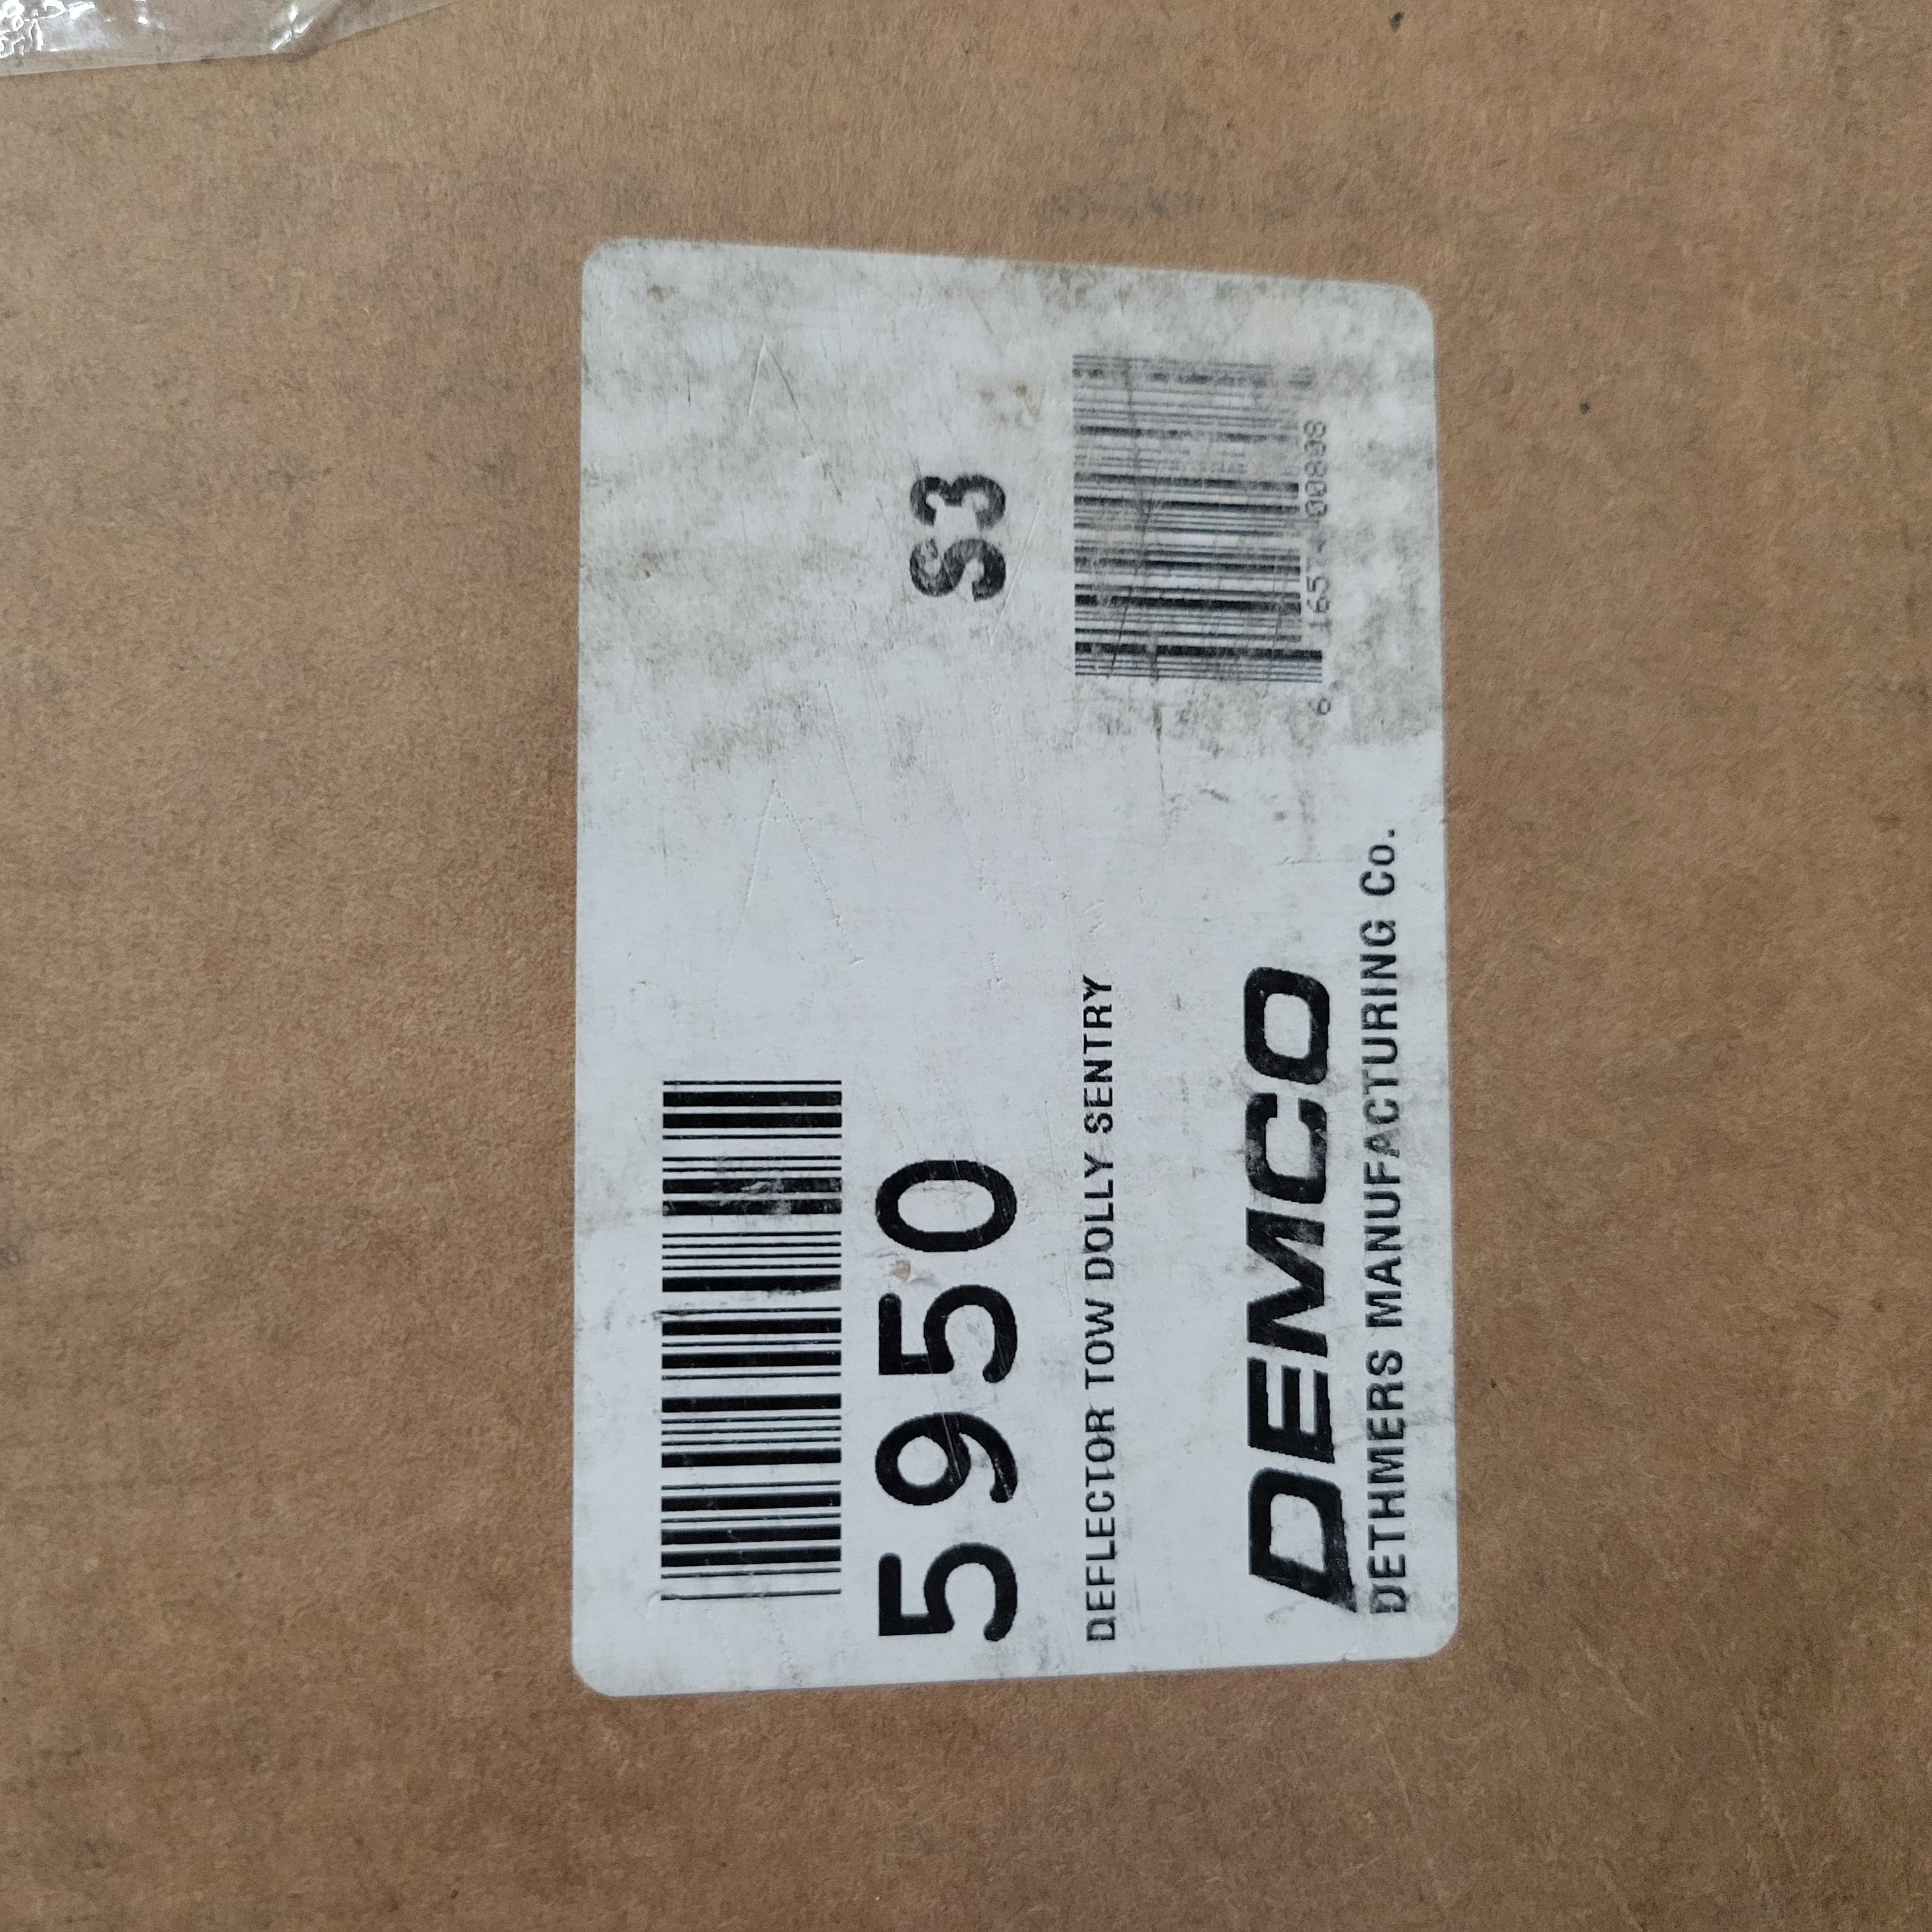 5950
S3
DEFLECTOR TOW DOLLY SENTRY
DEMCO
DETHMERS MANUFACTURING Co.